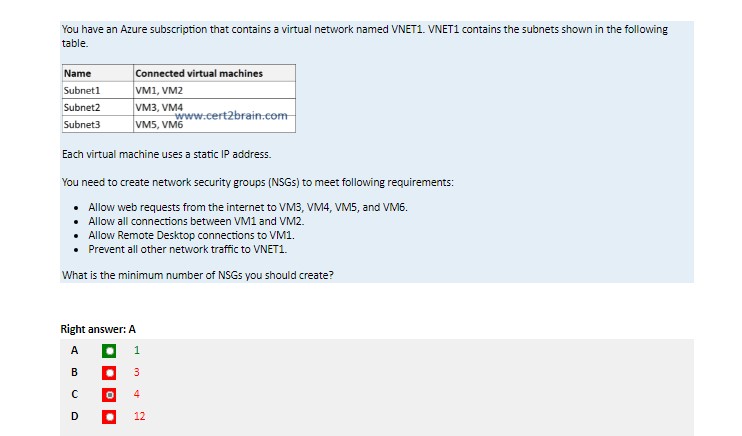 You have an Azure subscription that contains a virtual network named VNET1. VNET1 contains the subnets shown in the following
table.
Name Connected virtual machines
Subnet1 VM1, VM2
Subnet2 VM3, VM4
www.cert2brain.com
Subnet3 VM5, VM6
Each virtual machine uses a static IP address.
You need to create network security groups (NSGs) to meet following requirements:
• Allow web requests from the internet to VM3, VM4, VM5, and VM6.
• Allow all connections between VM1 and VM2.
• Allow Remote Desktop connections to VM1.
• Prevent all other network traffic to VNET1.
What is the minimum number of NSGs you should create?
Right answer: A
A 1
B 3
C 4
D 12